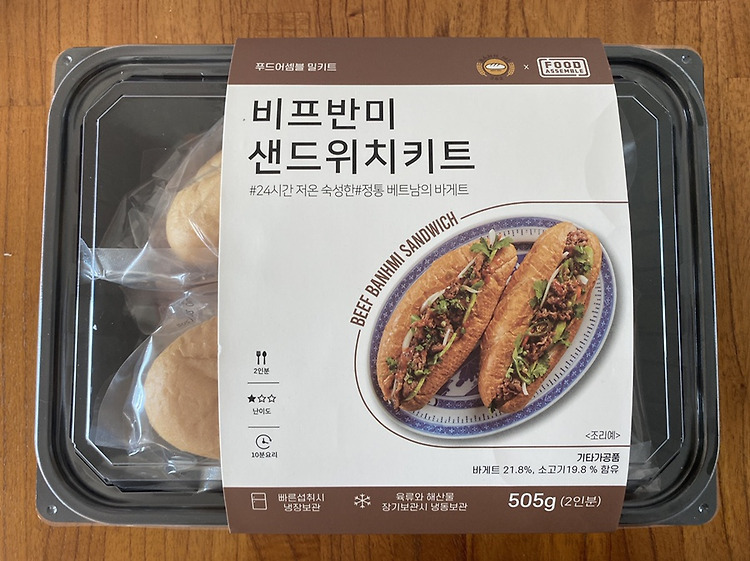 푸드어셈블 밀키트
x
FOOD
ASSEMBLE
비프반미
샌드위치키트
#24시간 저온 숙성한#정통 베트남의 바게트
BEEF BANHMI SANDWICH
2인분
난이도
10분요리
<조리예>
기타가공품
바게트 21.8%, 소고기19.8 % 함유
빠른섭취시
냉장보관
육류와 해산물
장기보관시 냉동보관
505g (2인분)